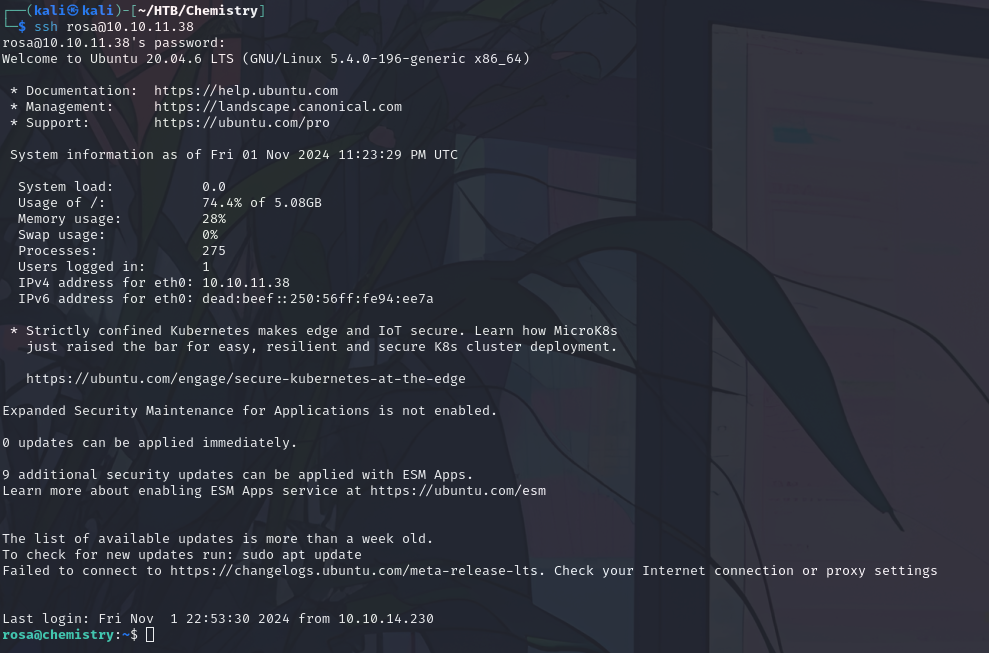 ┌──(kali㉿kali)-[~/HTB/Chemistry]
└─$ ssh rosa@10.10.11.38
rosa@10.10.11.38's password:
Welcome to Ubuntu 20.04.6 LTS (GNU/Linux 5.4.0-196-generic x86_64)
* Documentation:  https://help.ubuntu.com
* Management:     https://landscape.canonical.com
* Support:        https://ubuntu.com/pro
System information as of Fri 01 Nov 2024 11:23:29 PM UTC
System load:           0.0
Usage of /:            74.4% of 5.08GB
Memory usage:          28%
Swap usage:            0%
Processes:             275
Users logged in:       1
IPv4 address for eth0: 10.10.11.38
IPv6 address for eth0: dead:beef::250:56ff:fe94:ee7a
* Strictly confined Kubernetes makes edge and IoT secure. Learn how MicroK8s
just raised the bar for easy, resilient and secure K8s cluster deployment.
https://ubuntu.com/engage/secure-kubernetes-at-the-edge
Expanded Security Maintenance for Applications is not enabled.
0 updates can be applied immediately.
9 additional security updates can be applied with ESM Apps.
Learn more about enabling ESM Apps service at https://ubuntu.com/esm
The list of available updates is more than a week old.
To check for new updates run: sudo apt update
Failed to connect to https://changelogs.ubuntu.com/meta-release-lts. Check your Internet connection or proxy settings
Last login: Fri Nov  1 22:53:30 2024 from 10.10.14.230
rosa@chemistry:~$